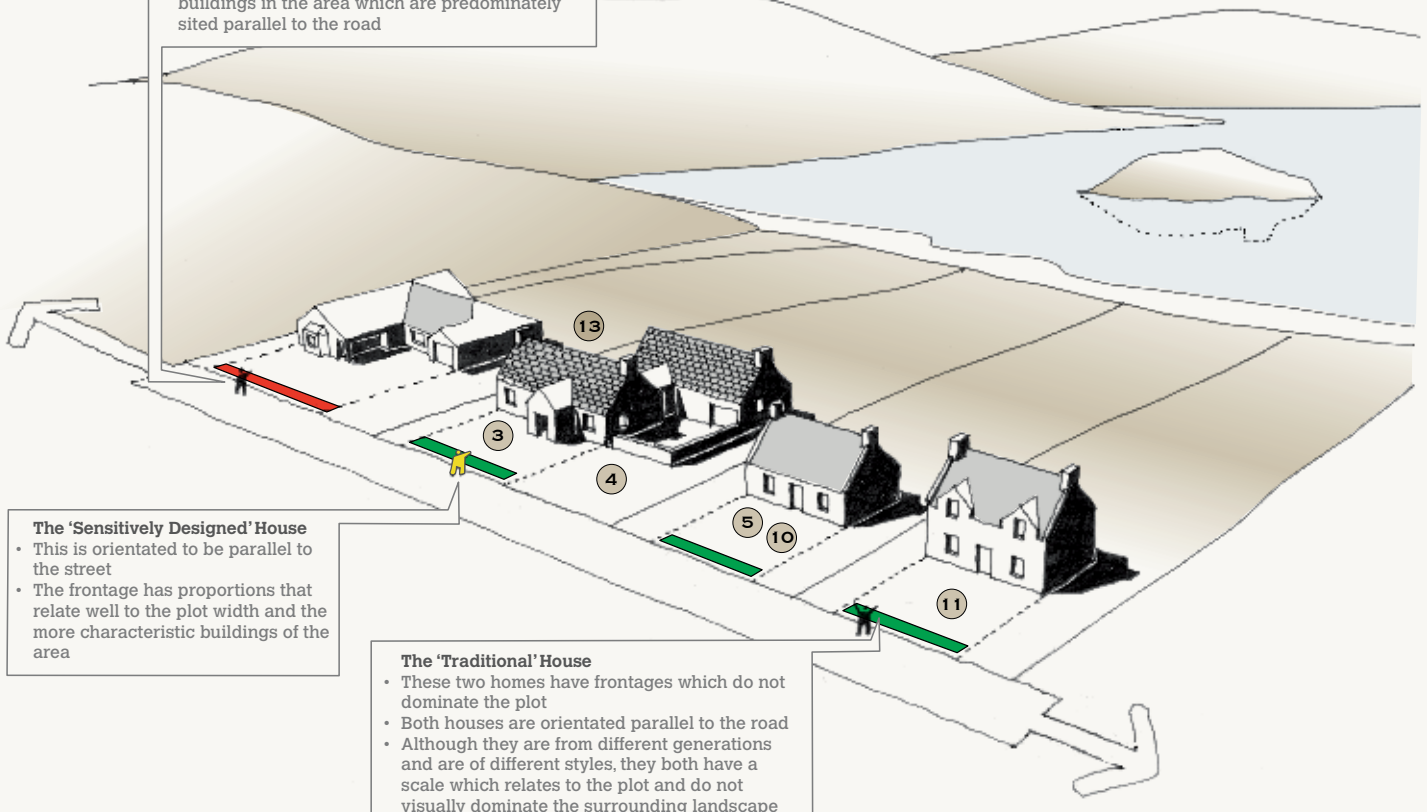 buildings in the area which are predominately
sited parallel to the road
13
3
4
5
10
11
The ‘Sensitively Designed’ House
• This is orientated to be parallel to
the street
• The frontage has proportions that
relate well to the plot width and the
more characteristic buildings of the
area
The ‘Traditional’ House
• These two homes have frontages which do not
dominate the plot
• Both houses are orientated parallel to the road
• Although they are from different generations
and are of different styles, they both have a
scale which relates to the plot and do not
visually dominate the surrounding landscape